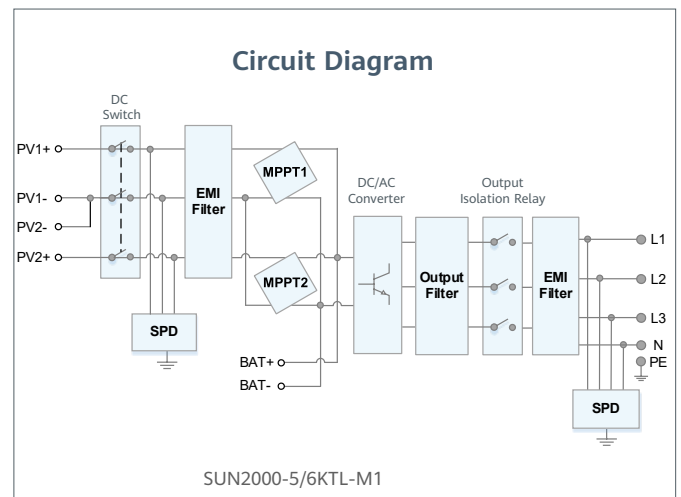 Circuit Diagram
DC
Switch
PV1+
PV1-
PV2-
PV2+
EMI
Filter
MPPT1
MPPT2
SPD
BAT+
BAT-
DC/AC
Converter
Output
Filter
Output
Isolation Relay
EMI
Filter
L1
L2
L3
N
PE
SPD
SUN2000-5/6KTL-M1